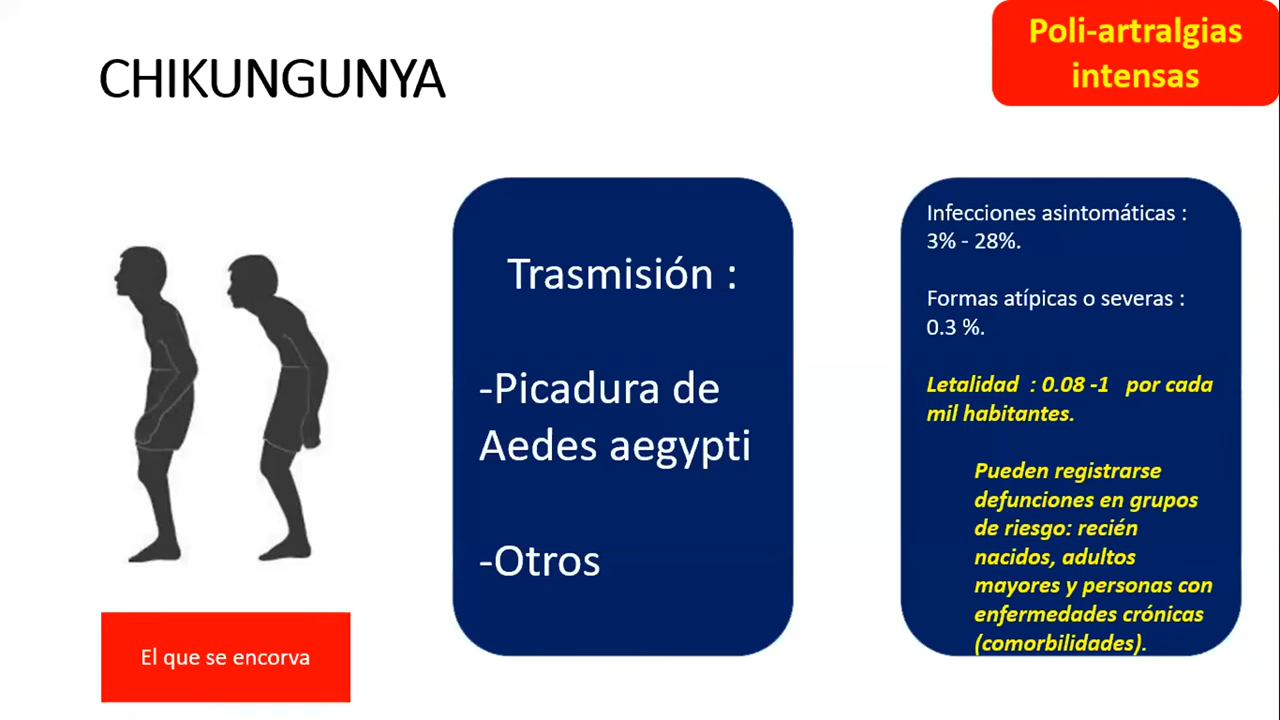 Poli-artralgias
intensas
CHIKUNGUNYA
El que se encorva
Trasmisión :
-Picadura de
Aedes aegypti
-Otros
Infecciones asintomáticas :
3% - 28%.
Formas atípicas o severas :
0.3 %.
Letalidad : 0.08 -1 por cada
mil habitantes.
Pueden registrarse
defunciones en grupos
de riesgo: recién
nacidos, adultos
mayores y personas con
enfermedades crónicas
(comorbilidades).